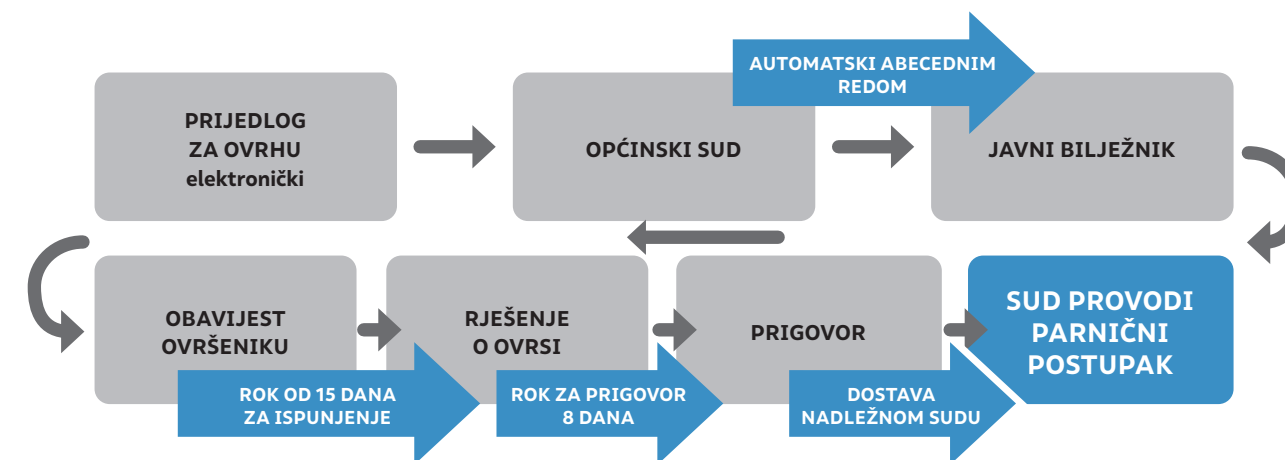 AUTOMATSKI ABECEDNIM
REDOM
PRIJEDLOG
ZA OVRHU
elektronički
OPĆINSKI SUD
JAVNI BILJEŽNIK
OBAVIJEST
OVRŠENIKU
RJEŠENJE
O OVRSI
PRIGOVOR
SUD PROVODI
PARNIČNI
POSTUPAK
ROK OD 15 DANA
ZA ISPUNJENJE
ROK ZA PRIGOVOR
8 DANA
DOSTAVA
NADLEŽNOM SUDU